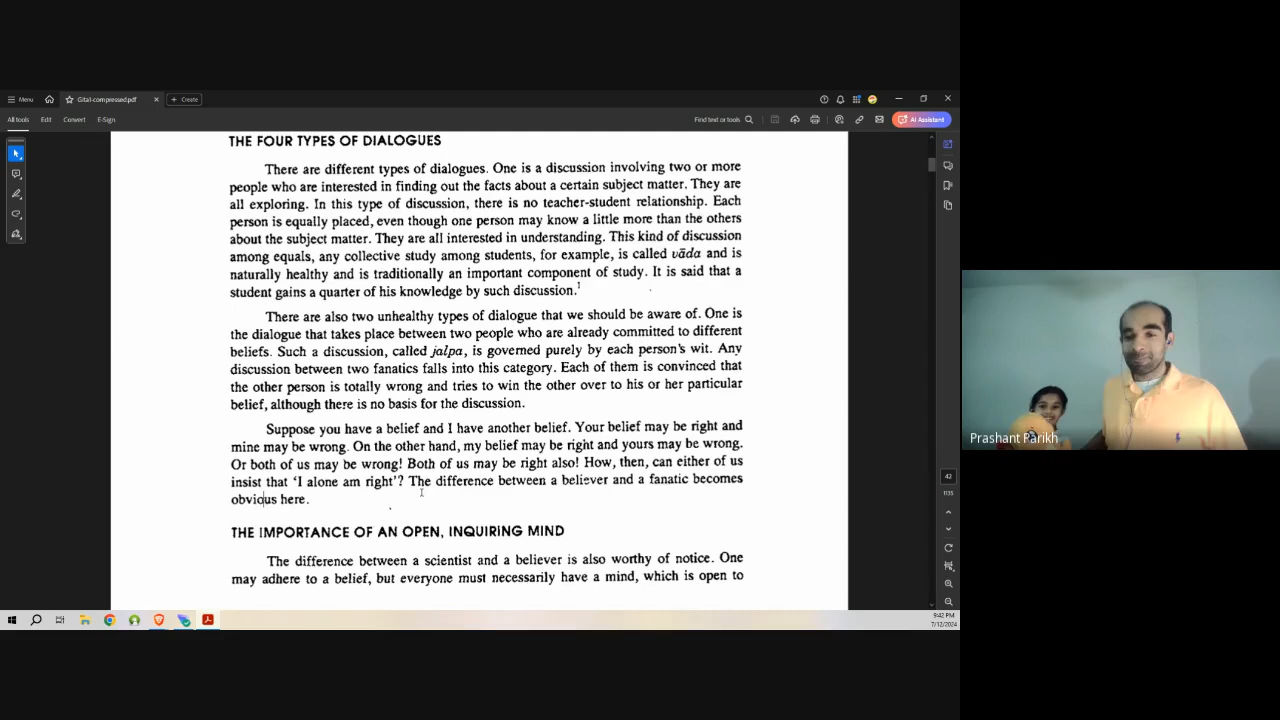 Menu
Gita1-compressed.pdf
Create
All tools
Edit
Convert
E-Sign
Find text or tools
AI Assistant
THE FOUR TYPES OF DIALOGUES
There are different types of dialogues. One is a discussion involving two or more
people who are interested in finding out the facts about a certain subject matter. They are
all exploring. In this type of discussion, there is no teacher-student relationship. Each
person is equally placed, even though one person may know a little more than the others
about the subject matter. They are all interested in understanding. This kind of discussion
among equals, any collective study among students, for example, is called vāda and is
naturally healthy and is traditionally an important component of study. It is said that a
student gains a quarter of his knowledge by such discussion.1
There are also two unhealthy types of dialogue that we should be aware of. One is
the dialogue that takes place between two people who are already committed to different
beliefs. Such a discussion, called jalpa, is governed purely by each person's wit. Any
discussion between two fanatics falls into this category. Each of them is convinced that
the other person is totally wrong and tries to win the other over to his or her particular
belief, although there is no basis for the discussion.
Suppose you have a belief and I have another belief. Your belief may be right and
mine may be wrong. On the other hand, my belief may be right and yours may be wrong.
Or both of us may be wrong! Both of us may be right also! How, then, can either of us
insist that 'I alone am right'? The difference between a believer and a fanatic becomes
obvious here.
THE IMPORTANCE OF AN OPEN, INQUIRING MIND
The difference between a scientist and a believer is also worthy of notice. One
may adhere to a belief, but everyone must necessarily have a mind, which is open to
42
1135
9:42 PM
7/12/2024
Prashant Parikh